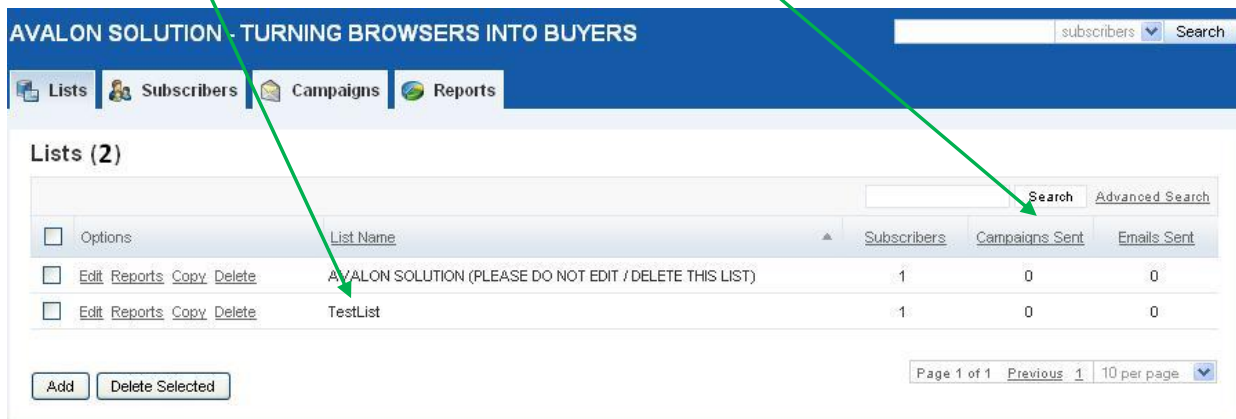 AVALON SOLUTION - TURNING BROWSERS INTO BUYERS
subscribers Search
Lists Subscribers Campaigns Reports
Lists (2)
Search Advanced Search
Options List Name Subscribers Campaigns Sent Emails Sent
Edit Reports Copy Delete AVALON SOLUTION (PLEASE DO NOT EDIT / DELETE THIS LIST) 1 0 0
Edit Reports Copy Delete TestList 1 0 0
Page 1 of 1 Previous 1 10 per page
Add Delete Selected